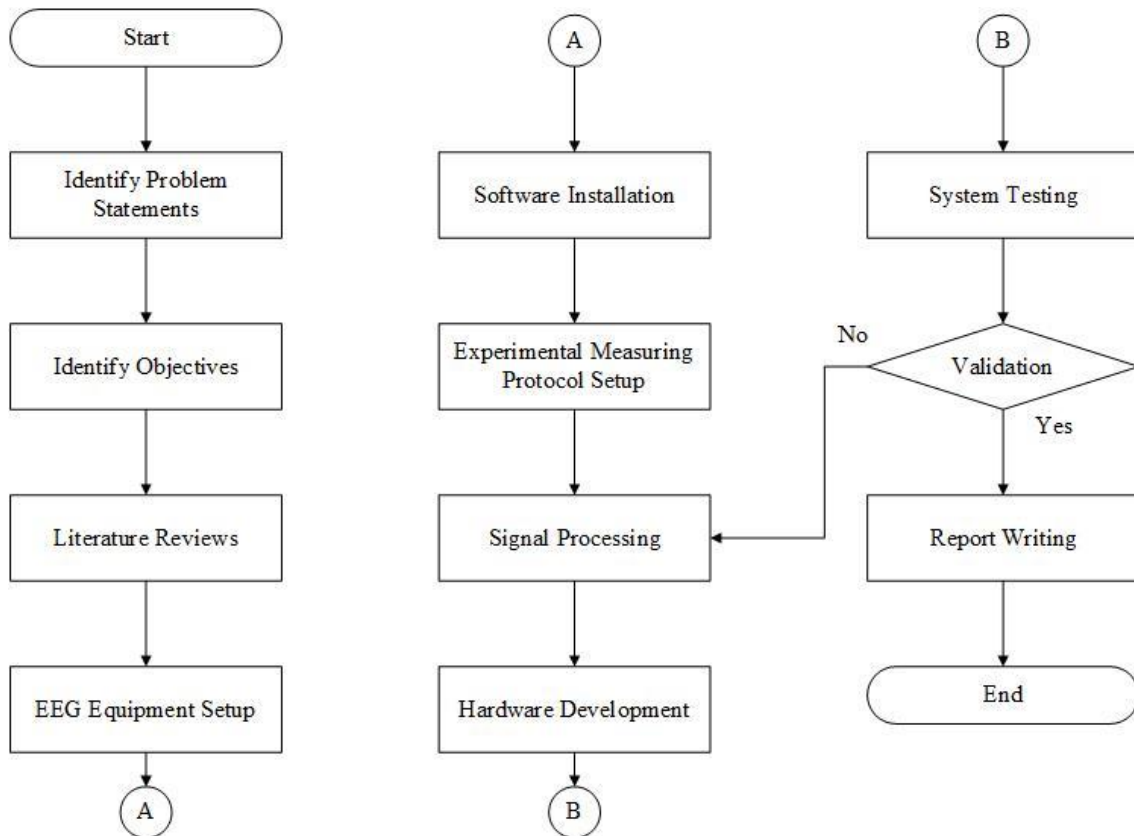 Start
Identify Problem
Statements
Identify Objectives
Literature Reviews
EEG Equipment Setup
A
A
Software Installation
Experimental Measuring
Protocol Setup
Signal Processing
Hardware Development
B
B
System Testing
Validation
No
Yes
Report Writing
End